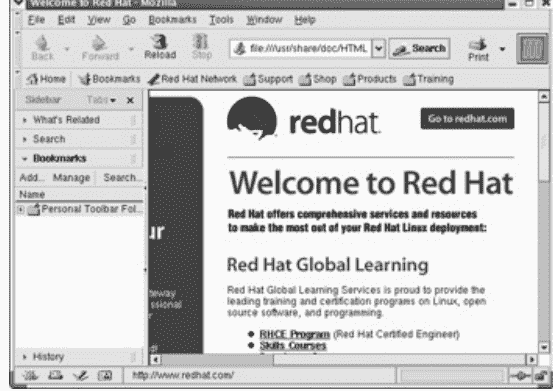 Welcome to Red Hat - Mozilla
File Edit View Go Bookmarks Tools Window Help
Back Forward Reload Stop file:///usr/share/doc/HTML Search Print
Home Bookmarks Red Hat Network Support Shop Products Training
Sidebar Tabs
What's Related
Search
Bookmarks
Add... Manage Search...
Name
Personal Toolbar Fol...
History
ur
teway
ssional
redhat.
Go to redhat.com
Welcome to Red Hat
Red Hat offers comprehensive services and resources
to make the most out of your Red Hat Linux deployment:
Red Hat Global Learning
Red Hat Global Learning Services is proud to provide the
leading training and certification programs on Linux, open
source software, and programming.
RHCE Program (Red Hat Certified Engineer)
Skills Courses
http://www.redhat.com/